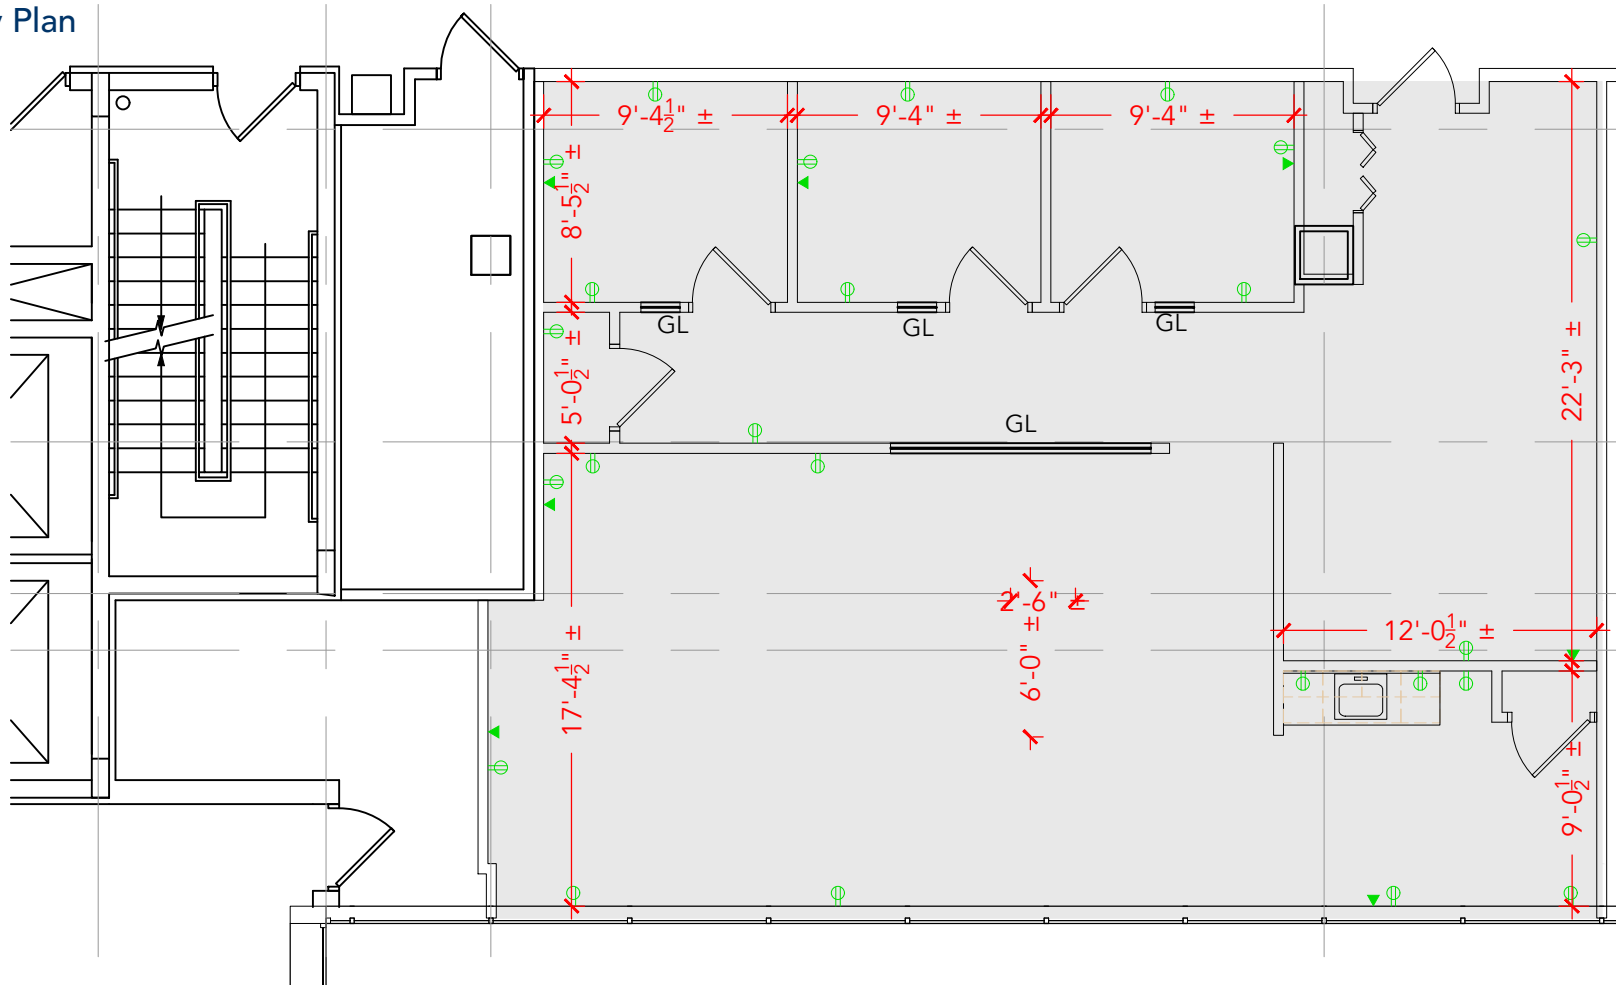 Plan
9'-4½" ±
9'-4" ±
9'-4" ±
8'-5½" ±
GL
GL
GL
5'-0½" ±
22'-3" ±
GL
2'-6" ±
6'-0" ±
12'-0½" ±
17'-4½" ±
9'-0½" ±